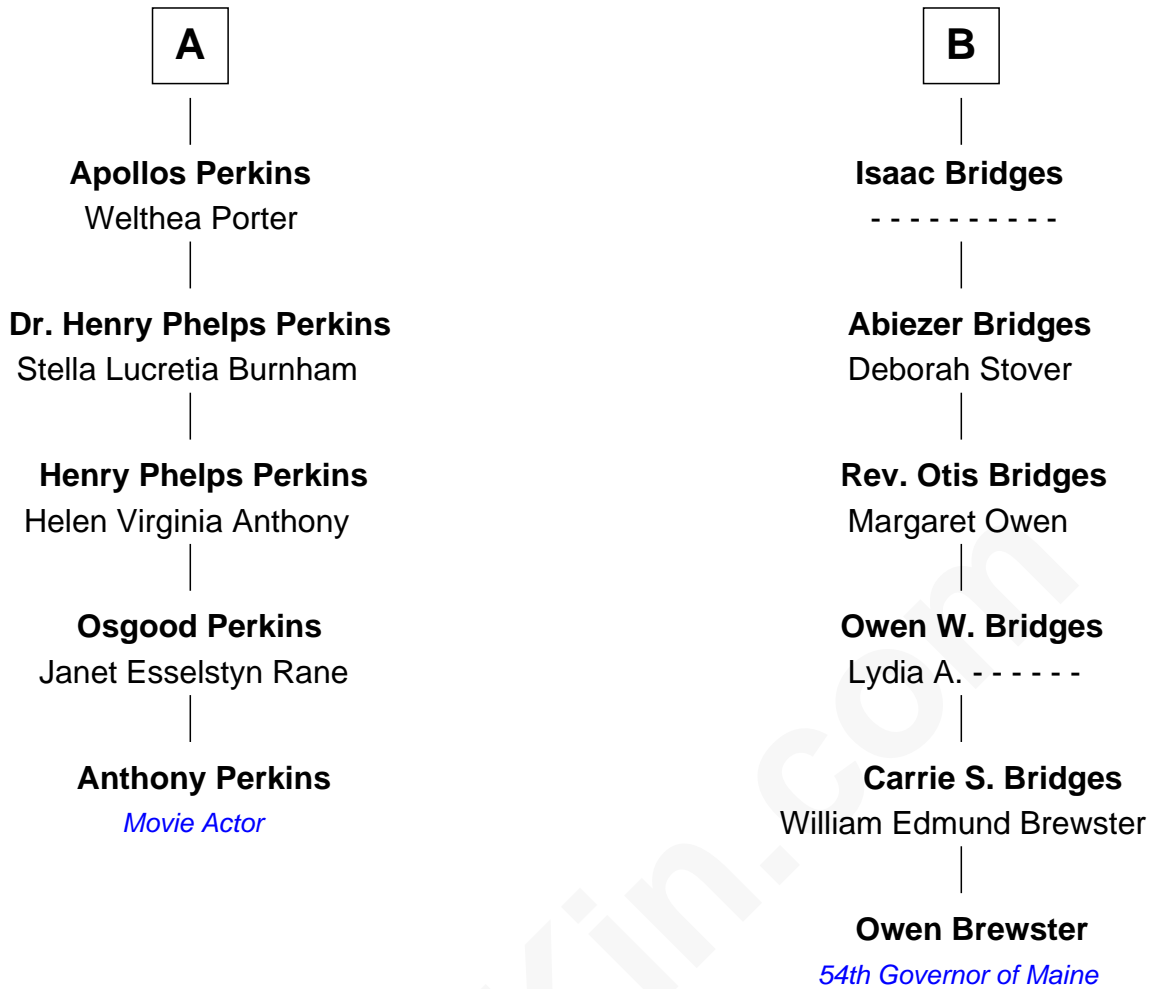 A
Apollos Perkins
Welthea Porter
Dr. Henry Phelps Perkins
Stella Lucretia Burnham
Henry Phelps Perkins
Helen Virginia Anthony
Osgood Perkins
Janet Esselstyn Rane
Anthony Perkins
Movie Actor
B
Isaac Bridges
- - - - - - - - - -
Abiezer Bridges
Deborah Stover
Rev. Otis Bridges
Margaret Owen
Owen W. Bridges
Lydia A. - - - - - -
Carrie S. Bridges
William Edmund Brewster
Owen Brewster
54th Governor of Maine
Kin.com